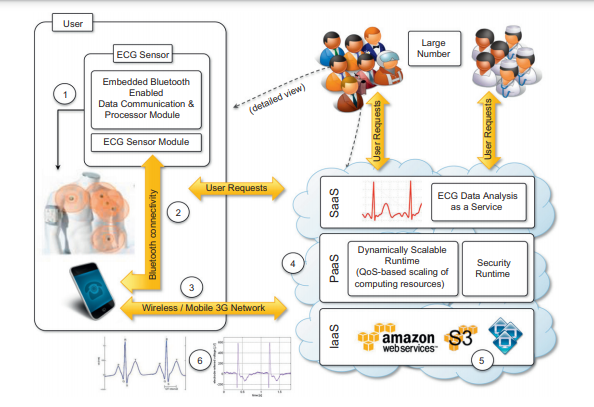 User
ECG Sensor
Embedded Bluetooth
Enabled
Data Communication &
Processor Module
ECG Sensor Module
1
Bluetooth connectivity
2
User Requests
3
Wireless / Mobile 3G Network
(detailed view)
Large
Number
User Requests
User Requests
SaaS
ECG Data Analysis
as a Service
4
PaaS
Dynamically Scalable
Runtime
(QoS-based scaling of
computing resources)
Security
Runtime
IaaS
amazon
webservices™
S3
5
6